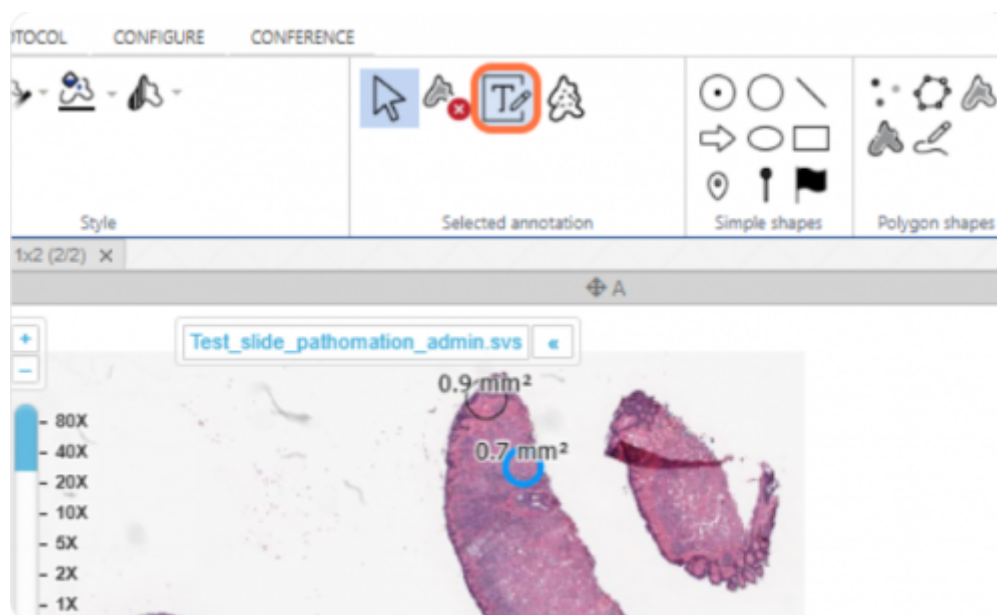 OTOCOL CONFIGURE CONFERENCE
T
Style Selected annotation Simple shapes Polygon shapes
1x2 (2/2) ×
A
+
Test_slide_pathomation_admin.svs «
−
0.9 mm²
80X
40X
0.7 mm²
20X
10X
5X
2X
1X